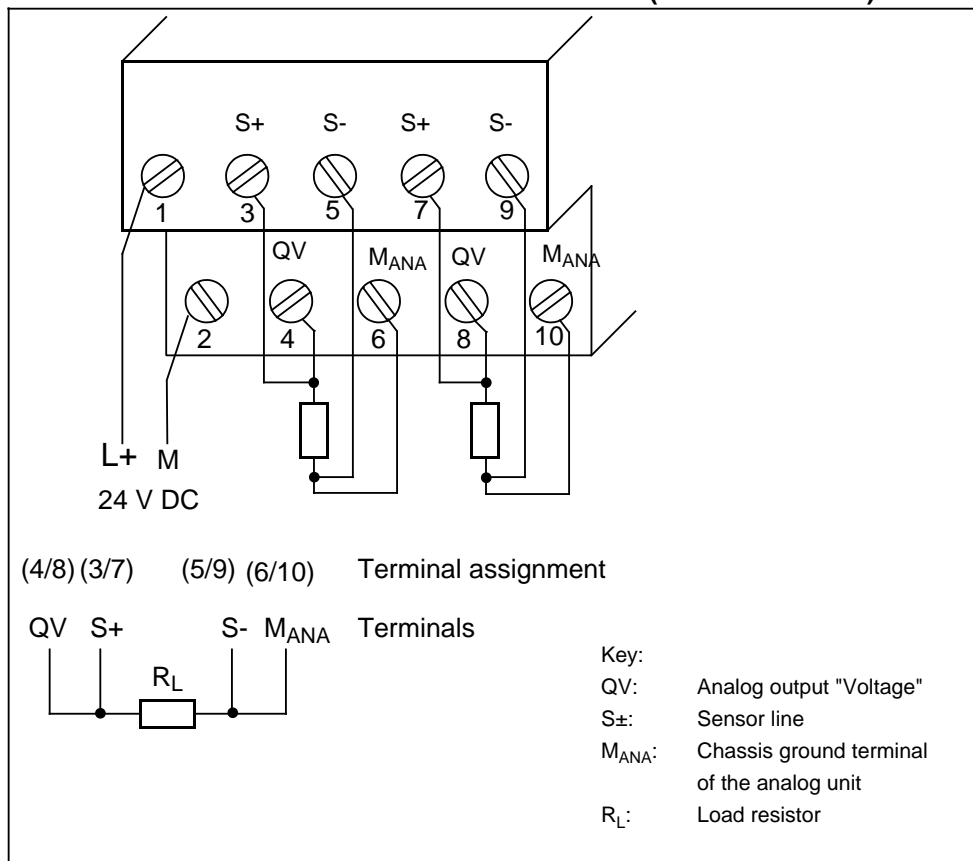 S+ S- S+ S-
1 3 5 7 9
QV MANA QV MANA
2 4 6 8 10
L+ M
24 V DC
(4/8) (3/7) (5/9) (6/10) Terminal assignment
QV S+ S- MANA Terminals
RL
Key:
QV: Analog output "Voltage"
S±: Sensor line
MANA: Chassis ground terminal
of the analog unit
RL: Load resistor